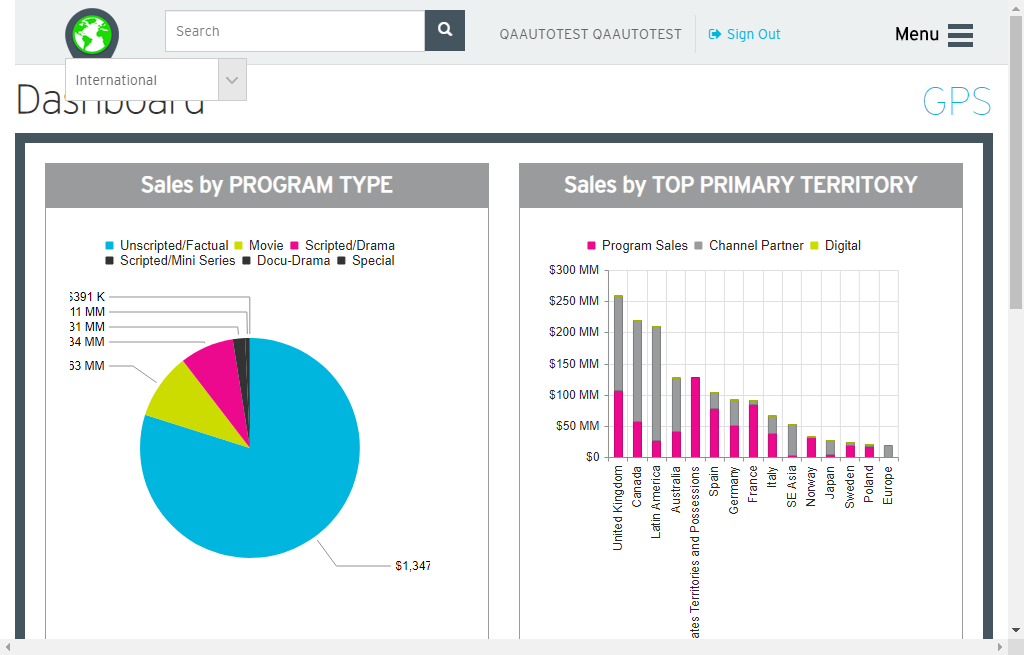 Search
QAAUTOTEST QAAUTOTEST
Sign Out
Menu
International
Dashboard
GPS
Sales by PROGRAM TYPE
Unscripted/Factual Movie Scripted/Drama
Scripted/Mini Series Docu-Drama Special
$391 K
11 MM
31 MM
34 MM
53 MM
$1,347
Sales by TOP PRIMARY TERRITORY
Program Sales Channel Partner Digital
$300 MM
$250 MM
$200 MM
$150 MM
$100 MM
$50 MM
$0
United Kingdom
Canada
Latin America
Australia
ates Territories and Possessions
Spain
Germany
France
Italy
SE Asia
Norway
Japan
Sweden
Poland
Europe